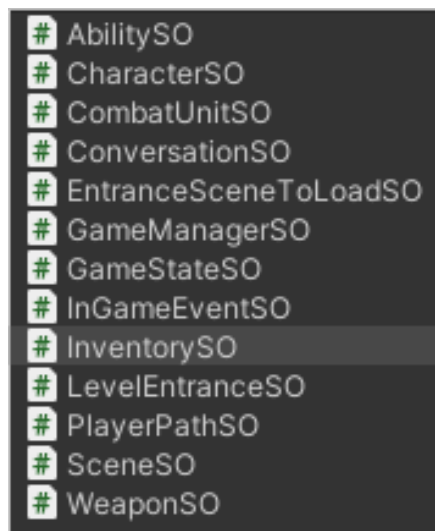 AbilitySO
CharacterSO
CombatUnitSO
ConversationSO
EntranceSceneToLoadSO
GameManagerSO
GameStateSO
InGameEventSO
InventorySO
LevelEntranceSO
PlayerPathSO
SceneSO
WeaponSO